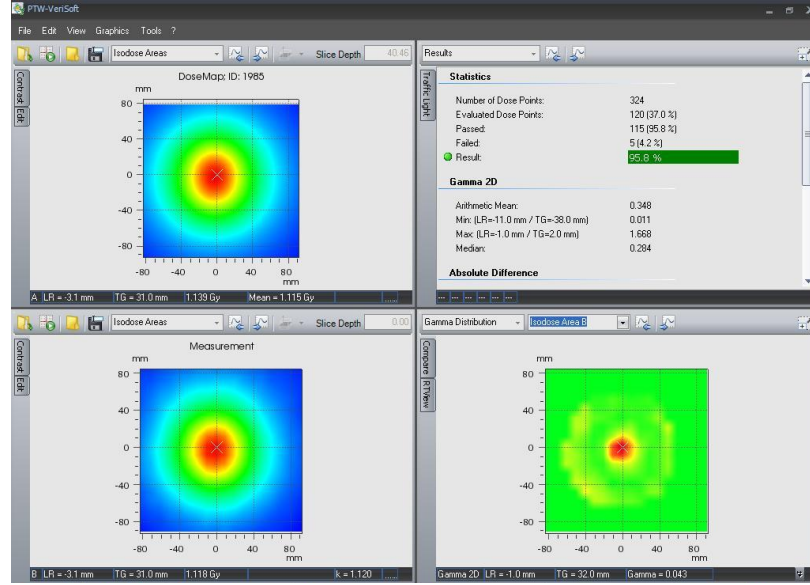 PTW-VeriSoft
File Edit View Graphics Tools ?
Isodose Areas Slice Depth 40.46
Contrast Edit
DoseMap; ID: 1985
mm
80
40
0
-40
-80
-80 -40 0 40 80
mm
A LR = -3.1 mm TG = 31.0 mm 1.139 Gy Mean = 1.115 Gy ......
Results
Traffic Light
Statistics
Number of Dose Points: 324
Evaluated Dose Points: 120 (37.0 %)
Passed: 115 (95.8 %)
Failed: 5 (4.2 %)
Result: 95.8 %
Gamma 2D
Arithmetic Mean: 0.348
Min: (LR=-11.0 mm / TG=-38.0 mm) 0.011
Max: (LR=-1.0 mm / TG=2.0 mm) 1.668
Median: 0.284
Absolute Difference
--- --- --- --- --- ---
Isodose Areas Slice Depth 0.00
Contrast Edit
Measurement
mm
80
40
0
-40
-80
-80 -40 0 40 80
mm
B LR = -3.1 mm TG = 31.0 mm 1.118 Gy k = 1.120 ......
Gamma Distribution Isodose Area B
Compare RTView
mm
80
40
0
-40
-80
-80 -40 0 40 80
mm
Gamma 2D LR = -1.0 mm TG = 32.0 mm Gamma = 0.043